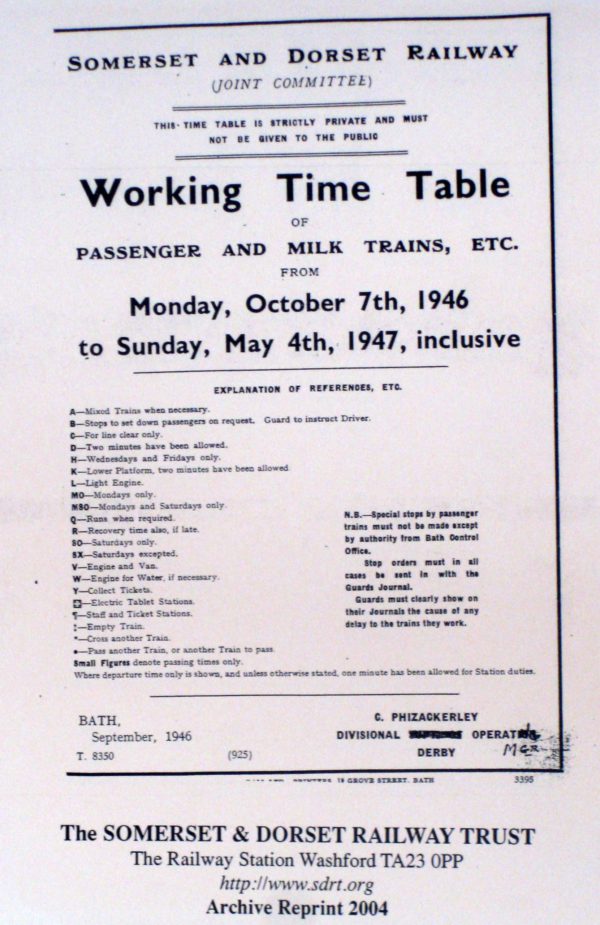 SOMERSET AND DORSET RAILWAY
(JOINT COMMITTEE)
THIS TIME TABLE IS STRICTLY PRIVATE AND MUST
NOT BE GIVEN TO THE PUBLIC
Working Time Table
OF
PASSENGER AND MILK TRAINS, ETC.
FROM
Monday, October 7th, 1946
to Sunday, May 4th, 1947, inclusive
EXPLANATION OF REFERENCES, ETC.
A—Mixed Trains when necessary.
B—Stops to set down passengers on request. Guard to instruct Driver.
C—For line clear only.
D—Two minutes have been allowed.
H—Wednesdays and Fridays only.
K—Lower Platform, two minutes have been allowed
L—Light Engine.
MO—Mondays only.
MSO—Mondays and Saturdays only.
Q—Runs when required.
R—Recovery time also, if late.
SO—Saturdays only.
SX—Saturdays excepted.
V—Engine and Van.
W—Engine for Water, if necessary.
Y—Collect Tickets.
—Electric Tablet Stations.
¶—Staff and Ticket Stations.
—Empty Train.
*—Cross another Train.
●—Pass another Train, or another Train to pass.
Small Figures denote passing times only.
Where departure time only is shown, and unless otherwise stated, one minute has been allowed for Station duties.
N.B.—Special stops by passenger
trains must not be made except
by authority from Bath Control
Office.
Stop orders must in all
cases be sent in with the
Guards Journal.
Guards must clearly show on
their Journals the cause of any
delay to the trains they work.
BATH,
September, 1946
T. 8350 (925)
C. PHIZACKERLEY
DIVISIONAL OPERATING
DERBY
GROVE STREET, BATH 3395
The SOMERSET & DORSET RAILWAY TRUST
The Railway Station Washford TA23 0PP
http://www.sdrt.org
Archive Reprint 2004